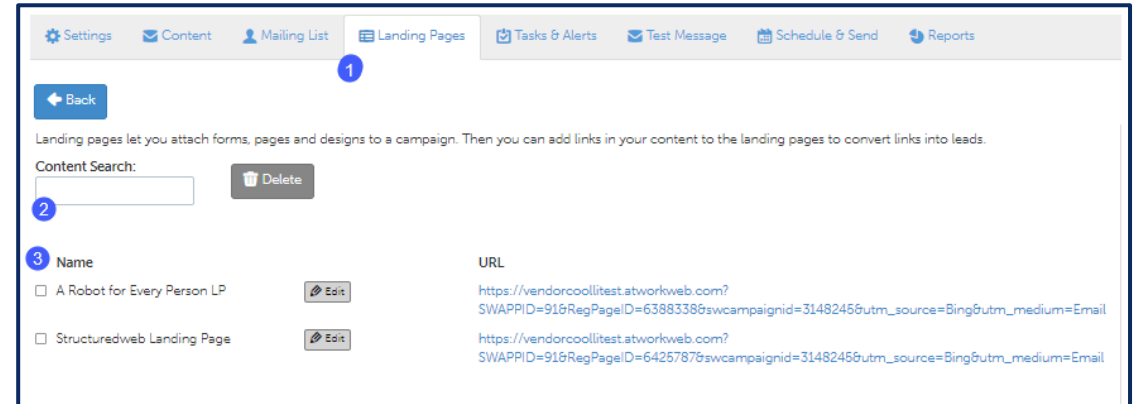 Settings Content Mailing List Landing Pages Tasks & Alerts Test Message Schedule & Send Reports
1
Back
Landing pages let you attach forms, pages and designs to a campaign. Then you can add links in your content to the landing pages to convert links into leads.
Content Search:
Delete
2
3 Name URL
A Robot for Every Person LP Edit https://vendorcoollitest.atworkweb.com?
SWAPPID=91&RegPageID=6388338&swcampaignid=3148245&utm_source=Bing&utm_medium=Email
Structuredweb Landing Page Edit https://vendorcoollitest.atworkweb.com?
SWAPPID=91&RegPageID=6425787&swcampaignid=3148245&utm_source=Bing&utm_medium=Email